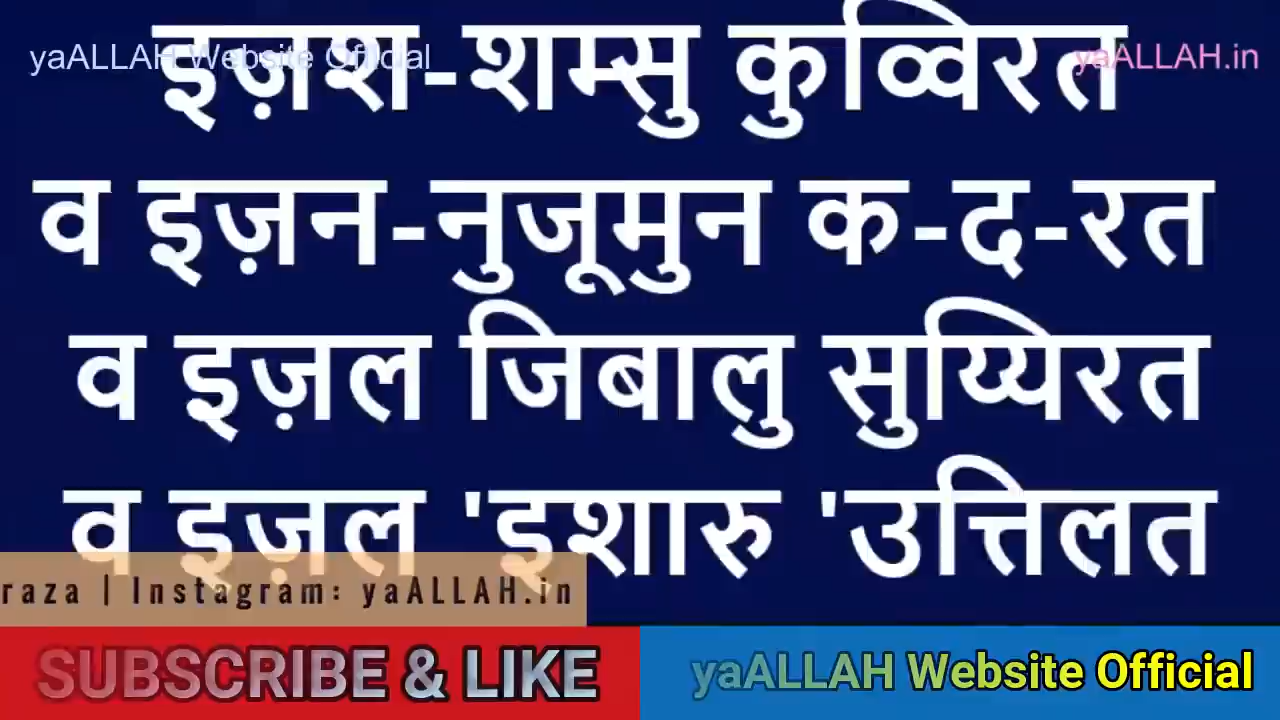 yaALLAH Website Official
yaALLAH.in
इज़श-शम्सु कुव्विरत
व इज़न-नुजूमुन क-द-रत
व इज़ल जिबालु सुय्यिरत
व इज़ल 'इशारु 'उत्तिलत
raza | Instagram: yaALLAH.in
SUBSCRIBE & LIKE
yaALLAH Website Official